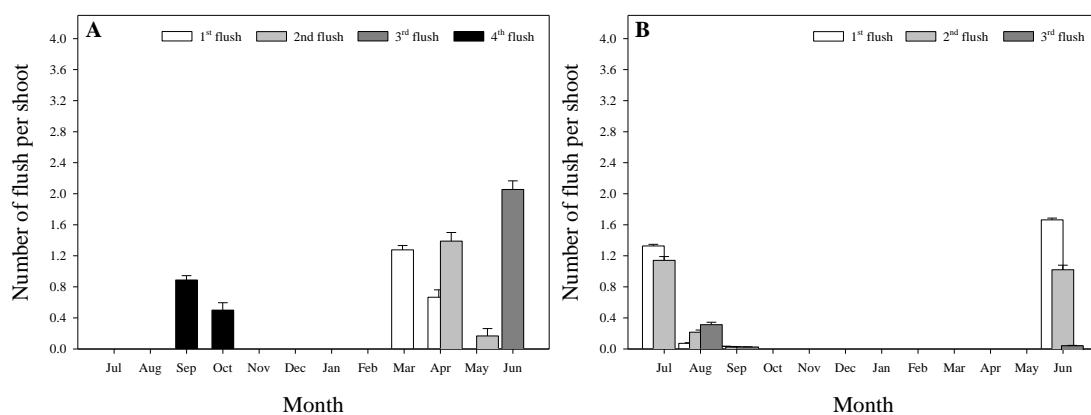 A
1st flush 2nd flush 3rd flush 4th flush
Number of flush per shoot
4.0
3.6
3.2
2.8
2.4
2.0
1.6
1.2
0.8
0.4
0.0
Jul Aug Sep Oct Nov Dec Jan Feb Mar Apr May Jun
Month
B
1st flush 2nd flush 3rd flush
Number of flush per shoot
4.0
3.6
3.2
2.8
2.4
2.0
1.6
1.2
0.8
0.4
0.0
Jul Aug Sep Oct Nov Dec Jan Feb Mar Apr May Jun
Month